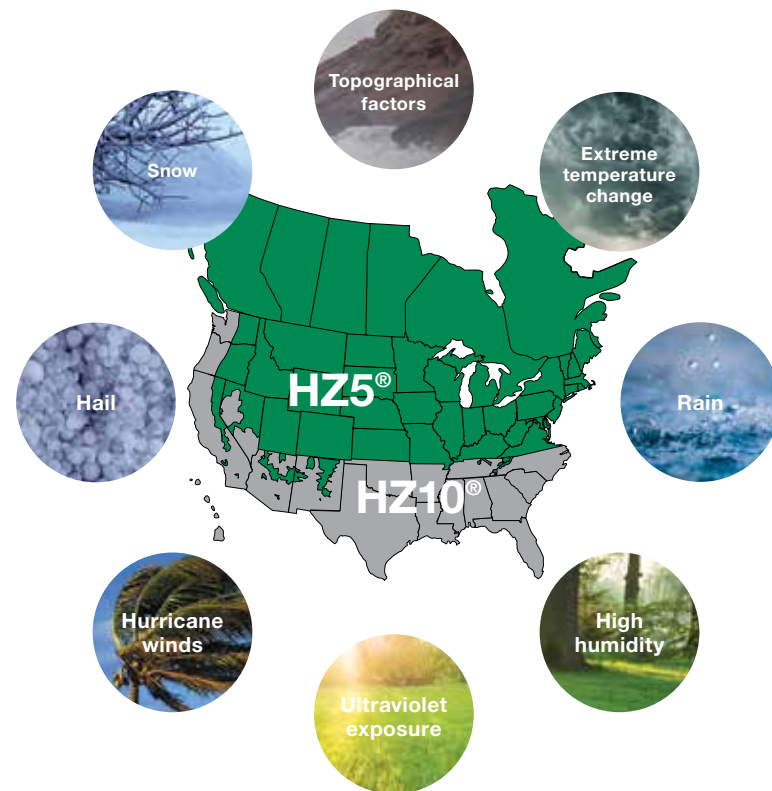 Topographical
factors
Snow
Extreme
temperature
change
HZ5®
Hail
Rain
HZ10®
Hurricane
winds
High
humidity
Ultraviolet
exposure